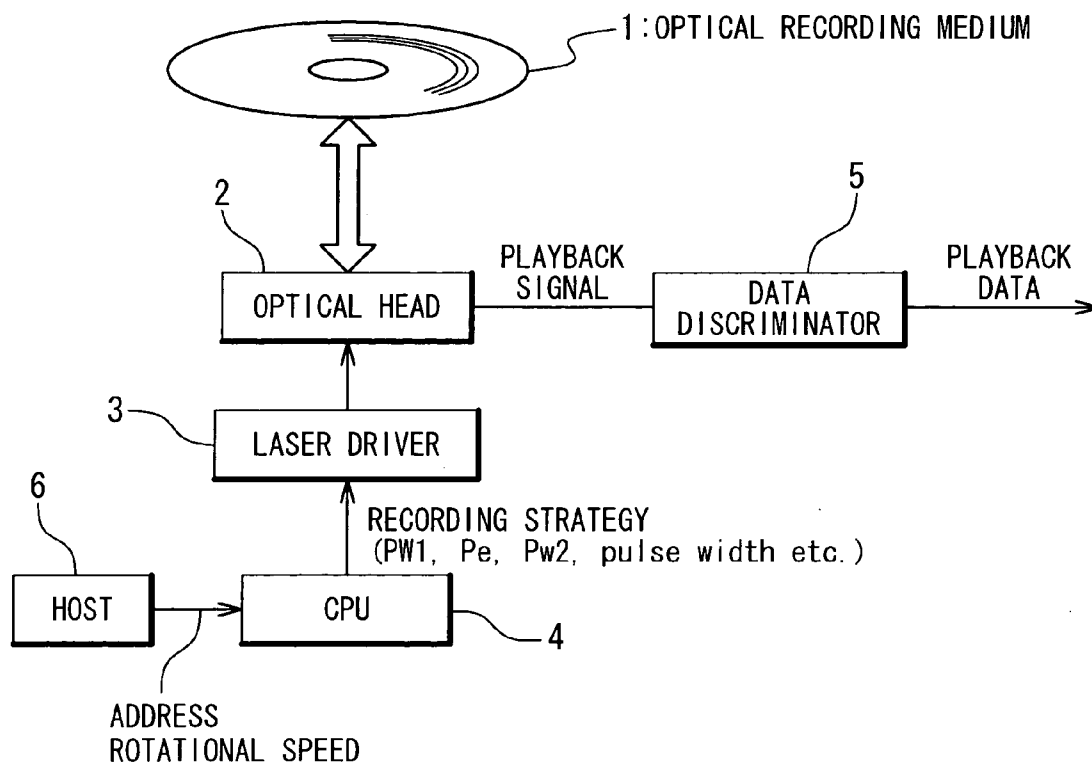 1:OPTICAL RECORDING MEDIUM
2
OPTICAL HEAD
PLAYBACK
SIGNAL
5
DATA
DISCRIMINATOR
PLAYBACK
DATA
3
LASER DRIVER
RECORDING STRATEGY
(PW1, Pe, Pw2, pulse width etc.)
6
HOST
CPU
4
ADDRESS
ROTATIONAL SPEED